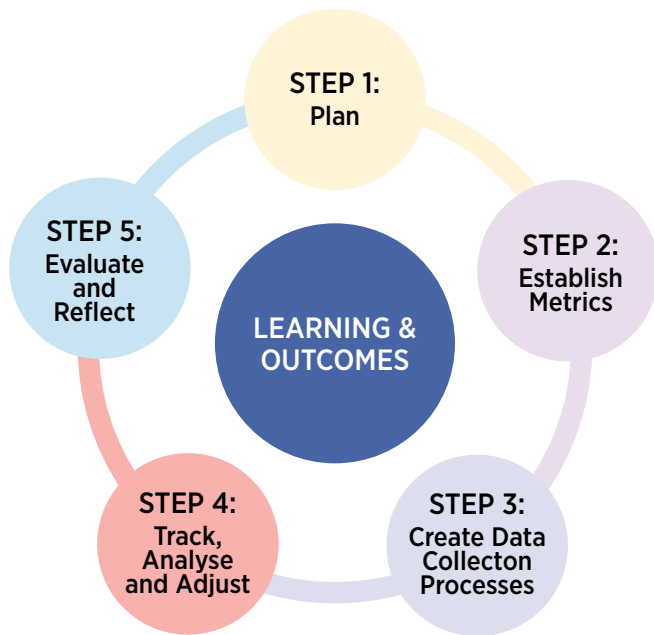 STEP 1:
Plan
STEP 2:
Establish
Metrics
STEP 3:
Create Data
Collecton
Processes
STEP 4:
Track,
Analyse
and Adjust
STEP 5:
Evaluate
and
Reflect
LEARNING &
OUTCOMES